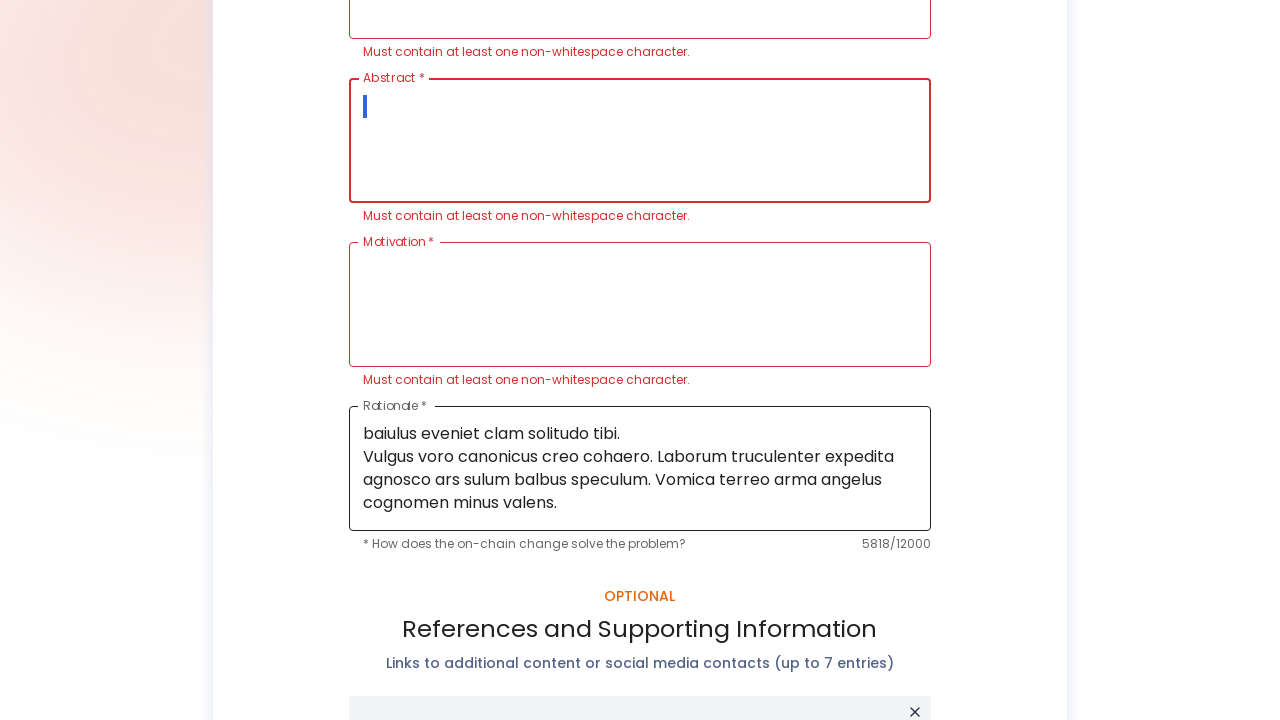 Must contain at least one non-whitespace character.
Abstract *
Must contain at least one non-whitespace character.
Motivation *
Must contain at least one non-whitespace character.
Rationale *
baiulus eveniet clam solitudo tibi.
Vulgus voro canonicus creo cohaero. Laborum truculenter expedita
agnosco ars sulum balbus speculum. Vomica terreo arma angelus
cognomen minus valens.
* How does the on-chain change solve the problem? 5818/12000
OPTIONAL
References and Supporting Information
Links to additional content or social media contacts (up to 7 entries)